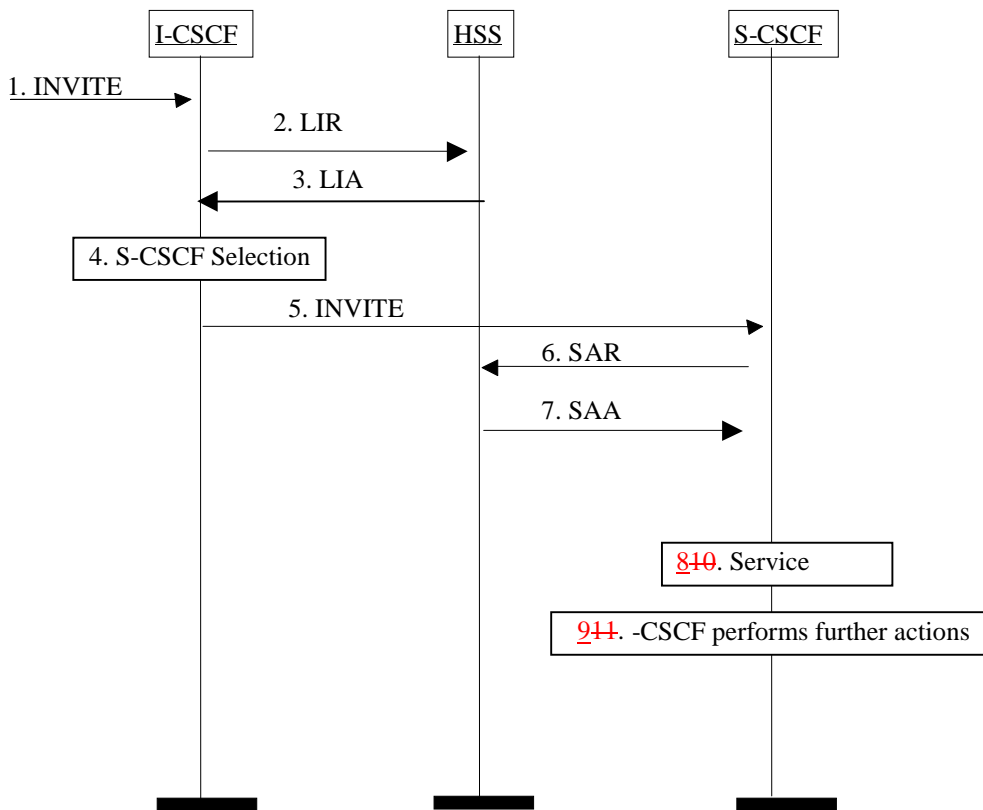 I-CSCF
HSS
S-CSCF
1. INVITE
2. LIR
3. LIA
4. S-CSCF Selection
5. INVITE
6. SAR
7. SAA
810. Service
911. -CSCF performs further actions